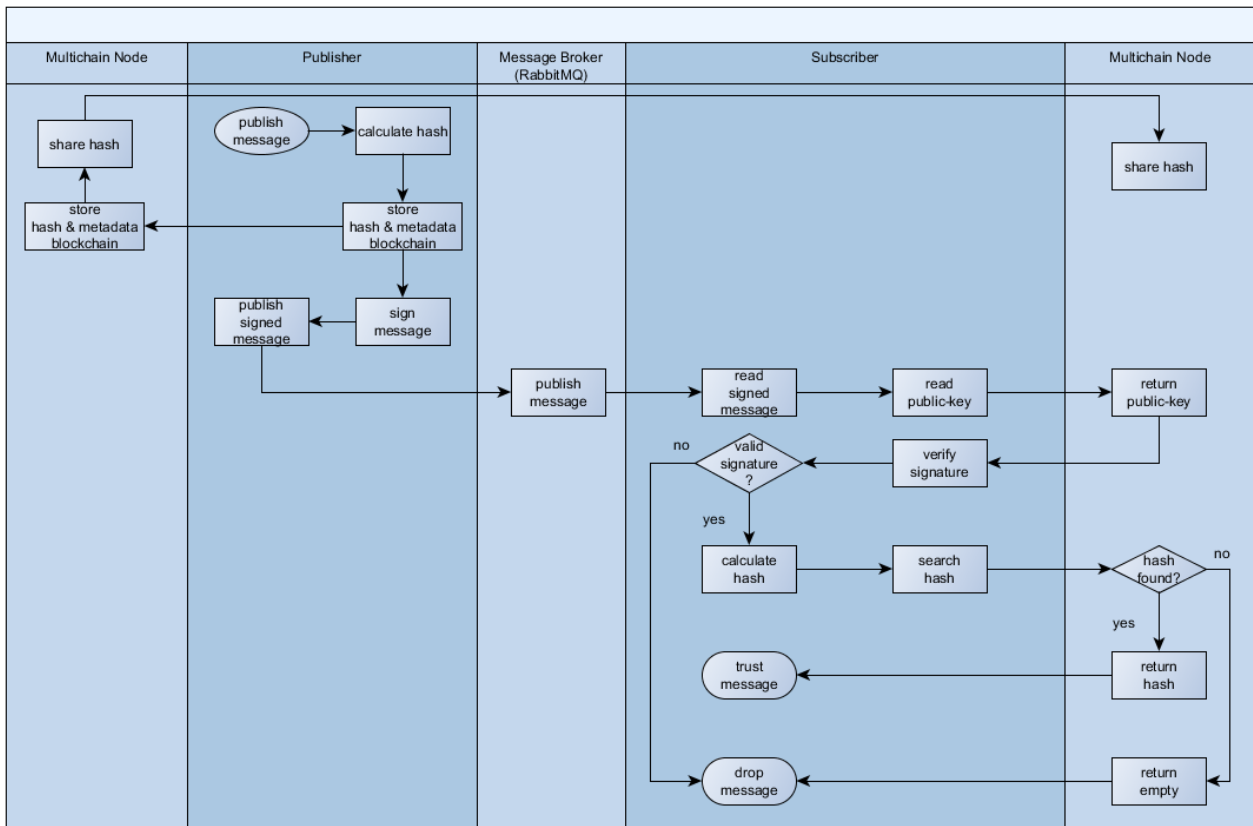 Multichain Node
Publisher
Message Broker
(RabbitMQ)
Subscriber
Multichain Node
share hash
publish
message
calculate hash
share hash
store
hash & metadata
blockchain
store
hash & metadata
blockchain
publish
signed
message
sign
message
publish
message
read
signed
message
read
public-key
return
public-key
no
valid
signature
?
verify
signature
yes
calculate
hash
search
hash
hash
found?
no
yes
trust
message
return
hash
drop
message
return
empty